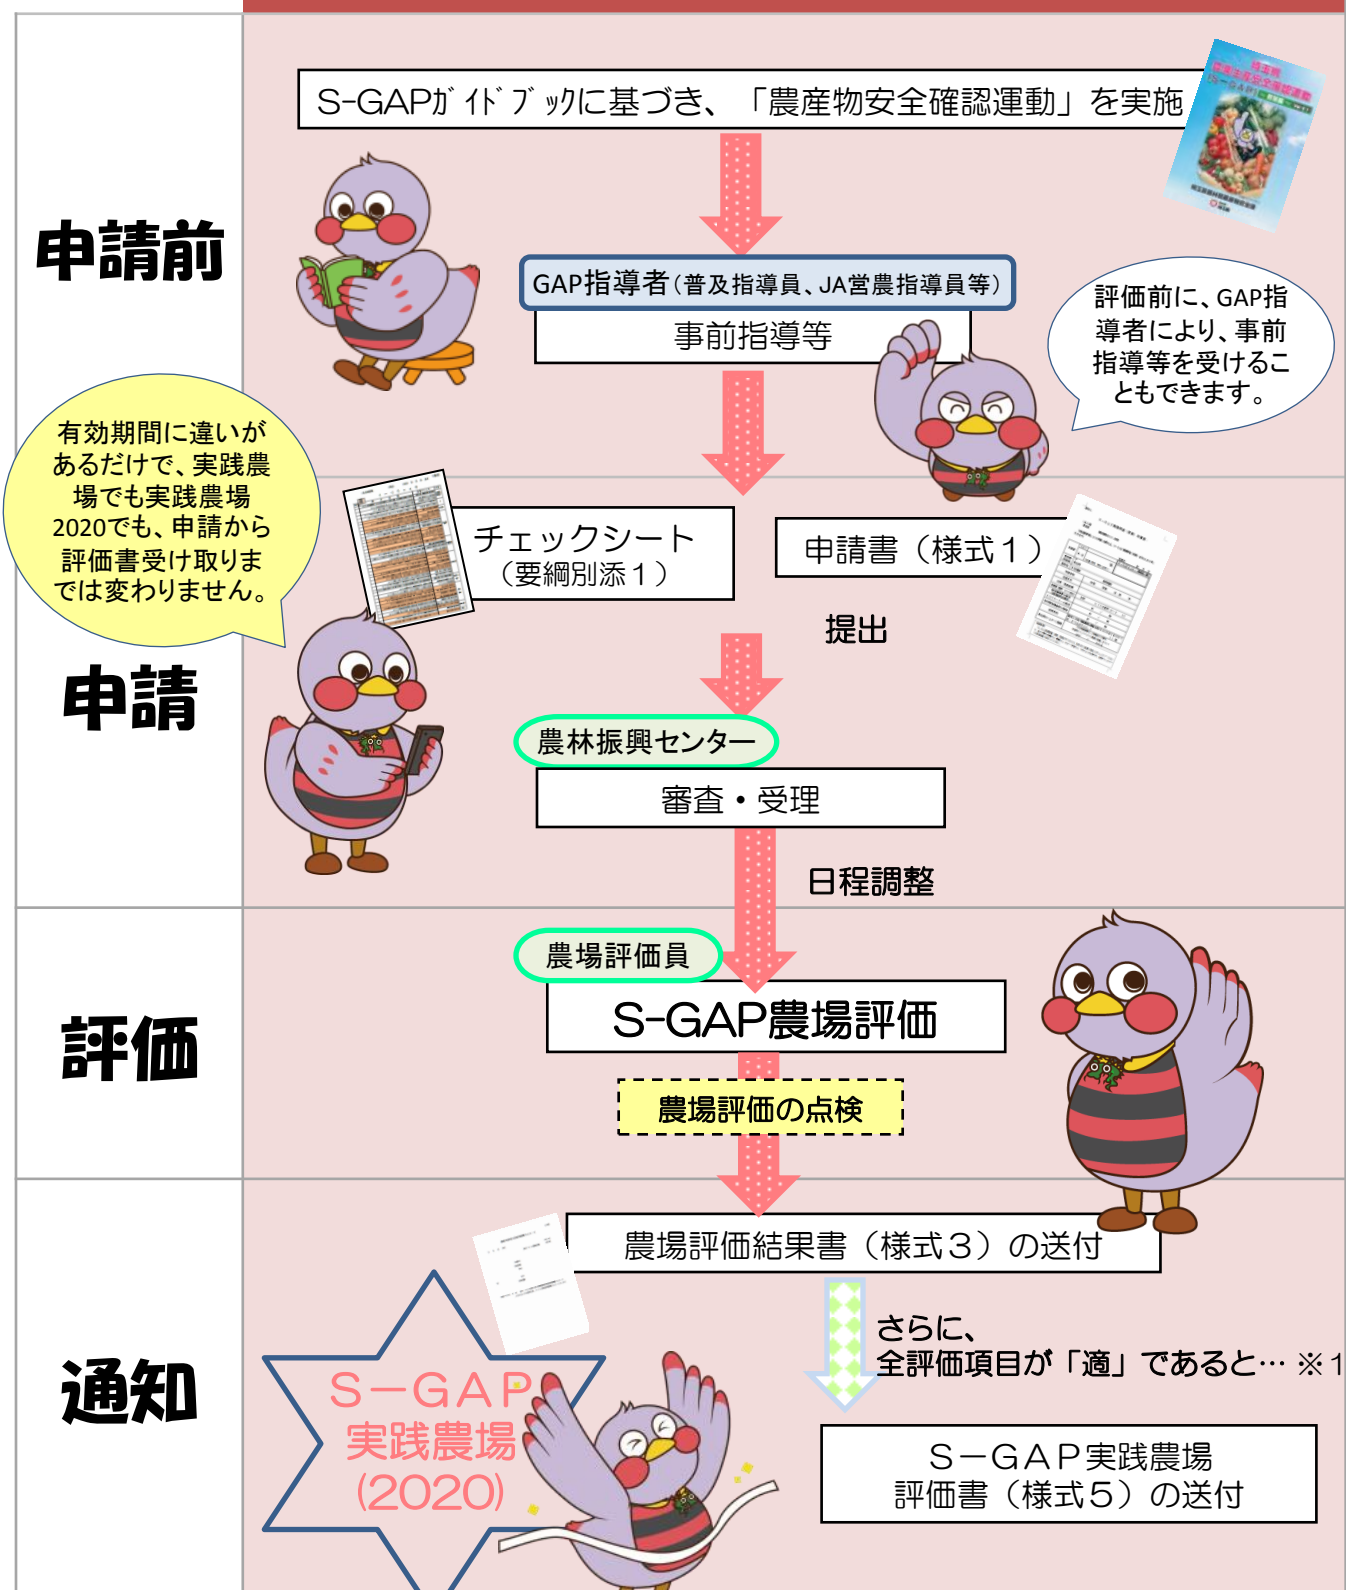 S-GAPｶﾞｲﾄﾞﾌﾞｯｸに基づき、「農産物安全確認運動」を実施
申請前
GAP指導者（普及指導員、JA営農指導員等）
事前指導等
評価前に、GAP指
導者により、事前
指導等を受けるこ
ともできます。
有効期間に違いが
あるだけで、実践農
場でも実践農場
2020でも、申請から
評価書受け取りま
では変わりません。
申請
チェックシート
（要綱別添１）
申請書（様式１）
提出
農林振興センター
審査・受理
日程調整
評価
農場評価員
S-GAP農場評価
農場評価の点検
通知
農場評価結果書（様式３）の送付
さらに、
全評価項目が「適」であると… ※1
S－GAP
実践農場
(2020)
S－GAP実践農場
評価書（様式５）の送付